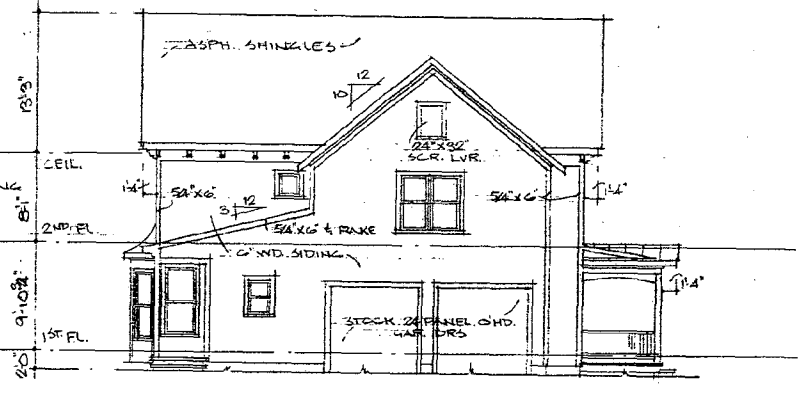 ASPH. SHINGLES
12
10
13'-3"
24"X32"
SCR. LVR.
CEIL.
1'-4"
5/4"X6"
5/4"X6"
1'-4"
8'-1"
12
3
2ND FL.
5/4"X6" & RAKE
6" WD. SIDING
9'-10 3/4"
1'-4"
STOCK 24 PANEL O'HD.
GAR. DRS
1ST FL.
2'-0"